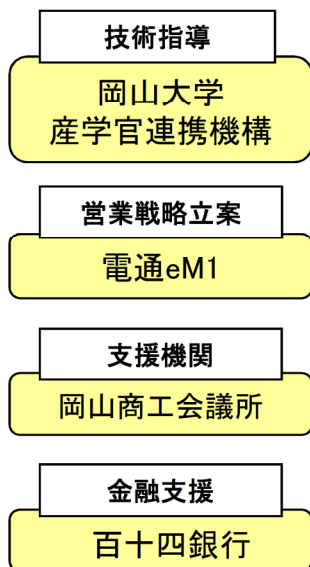 技術指導
岡山大学
産学官連携機構
営業戦略立案
電通eM1
支援機関
岡山商工会議所
金融支援
百十四銀行